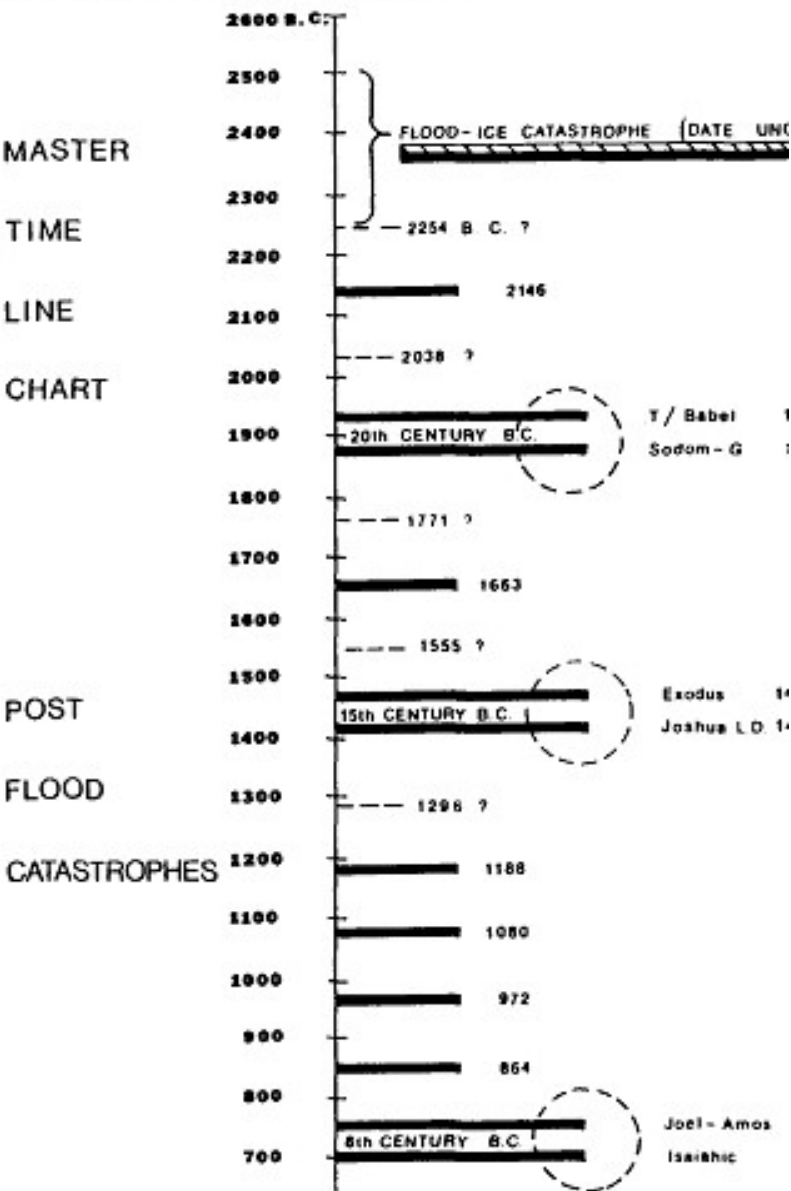 2600 B.C.
2500
2400 FLOOD-ICE CATASTROPHE (DATE
MASTER
2300
TIME 2254 B. C. ?
2200
2146
LINE 2100
2038 ?
CHART 2000
T/Babel
1900 20th CENTURY B.C.
Sodom-G
1800
1771 ?
1700
1663
1600
1555 ?
1500
Exodus
POST 15th CENTURY B.C.
1400 Joshua L.D.
FLOOD 1300
1296 ?
CATASTROPHES 1200
1188
1100
1080
1000
972
900
864
800
Joel-Amos
8th CENTURY B.C.
700 Isaiahic